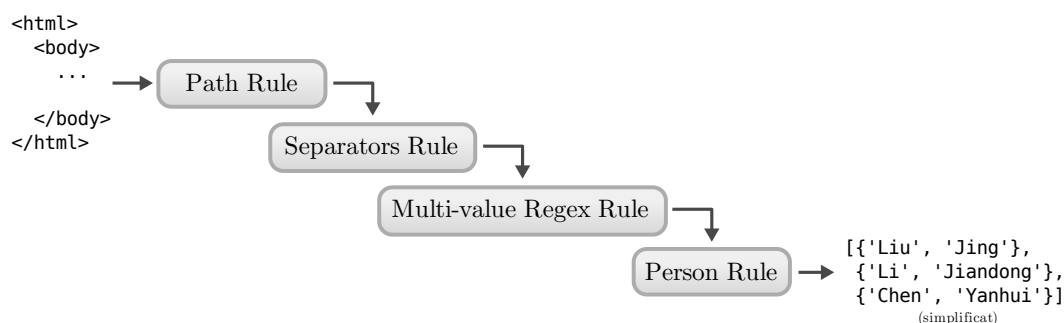 <html>
<body>
...
</body>
</html>
Path Rule
Separators Rule
Multi-value Regex Rule
Person Rule
[{'Liu', 'Jing'},
{'Li', 'Jiandong'},
{'Chen', 'Yanhui'}]
(simplificat)